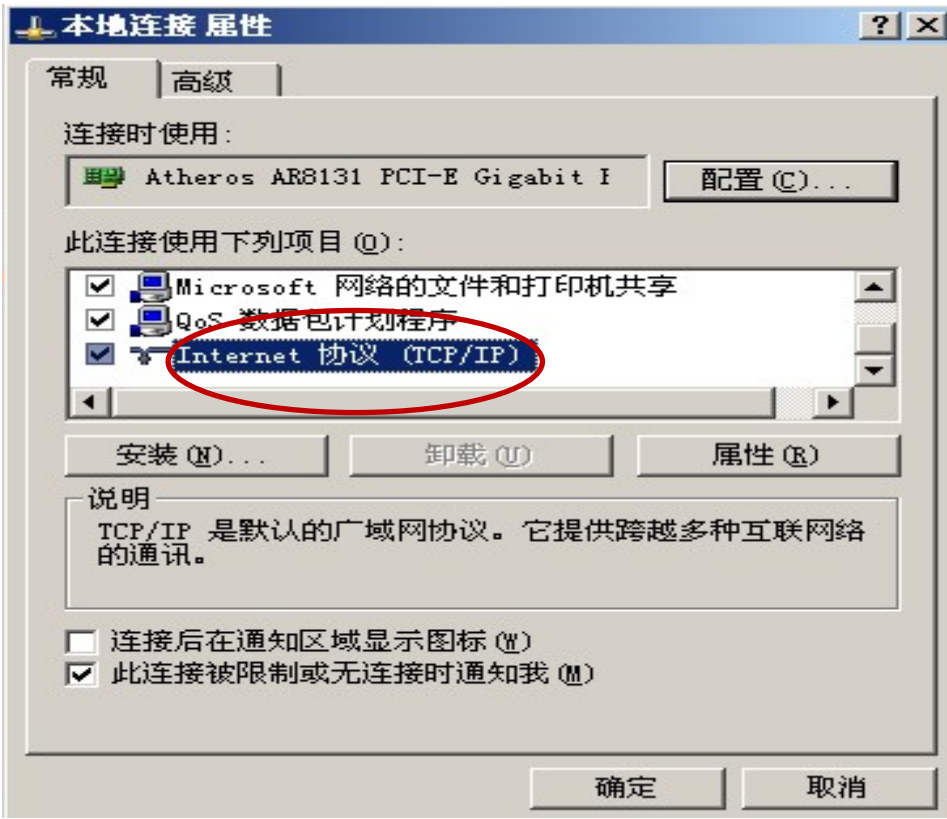 本地连接 属性
常规
高级
连接时使用:
Atheros AR8131 PCI-E Gigabit E
配置(C)...
此连接使用下列项目(O):
Microsoft 网络的文件和打印机共享
QoS 数据包计划程序
Internet 协议 (TCP/IP)
安装(N)...
卸载(U)
属性(R)
说明
TCP/IP 是默认的广域网协议。它提供跨越多种互联网络
的通讯。
连接后在通知区域显示图标(W)
此连接被限制或无连接时通知我(M)
确定
取消